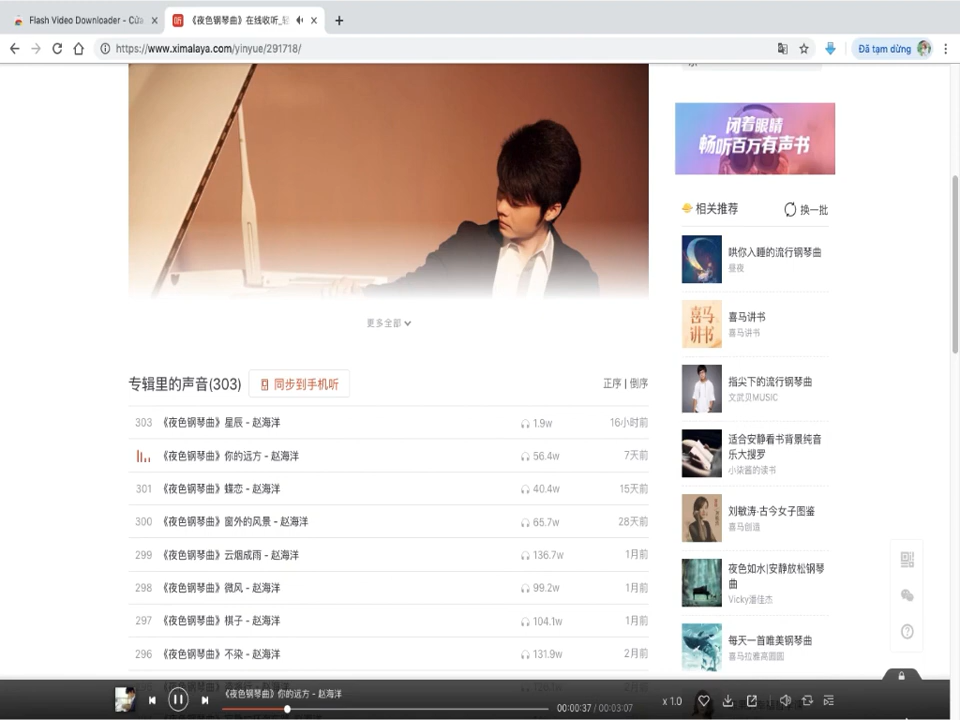 Flash Video Downloader - Cửa
《夜色钢琴曲》在线收听_轻
https://www.ximalaya.com/yinyue/291718/
Đã tạm dừng
闭着眼睛
畅听百万有声书
相关推荐
换一批
哄你入睡的流行钢琴曲
昼夜
喜马讲书
喜马讲书
喜马讲书
指尖下的流行钢琴曲
文武贝MUSIC
适合安静看书背景纯音
乐大搜罗
小柒酱的读书
刘敏涛·古今女子图鉴
喜马创造
夜色如水|安静放松钢琴
曲
Vicky潘佳杰
每天一首唯美钢琴曲
喜马拉雅高圆圆
更多全部
专辑里的声音(303)
同步到手机听
正序 | 倒序
303 《夜色钢琴曲》星辰 - 赵海洋 1.9w 16小时前
《夜色钢琴曲》你的远方 - 赵海洋 56.4w 7天前
301 《夜色钢琴曲》蝶恋 - 赵海洋 40.4w 15天前
300 《夜色钢琴曲》窗外的风景 - 赵海洋 65.7w 28天前
299 《夜色钢琴曲》云烟成雨 - 赵海洋 136.7w 1月前
298 《夜色钢琴曲》微风 - 赵海洋 99.2w 1月前
297 《夜色钢琴曲》棋子 - 赵海洋 104.1w 1月前
296 《夜色钢琴曲》不染 - 赵海洋 131.9w 2月前
《夜色钢琴曲》你的远方 - 赵海洋
00:00:37 / 00:03:07
x 1.0